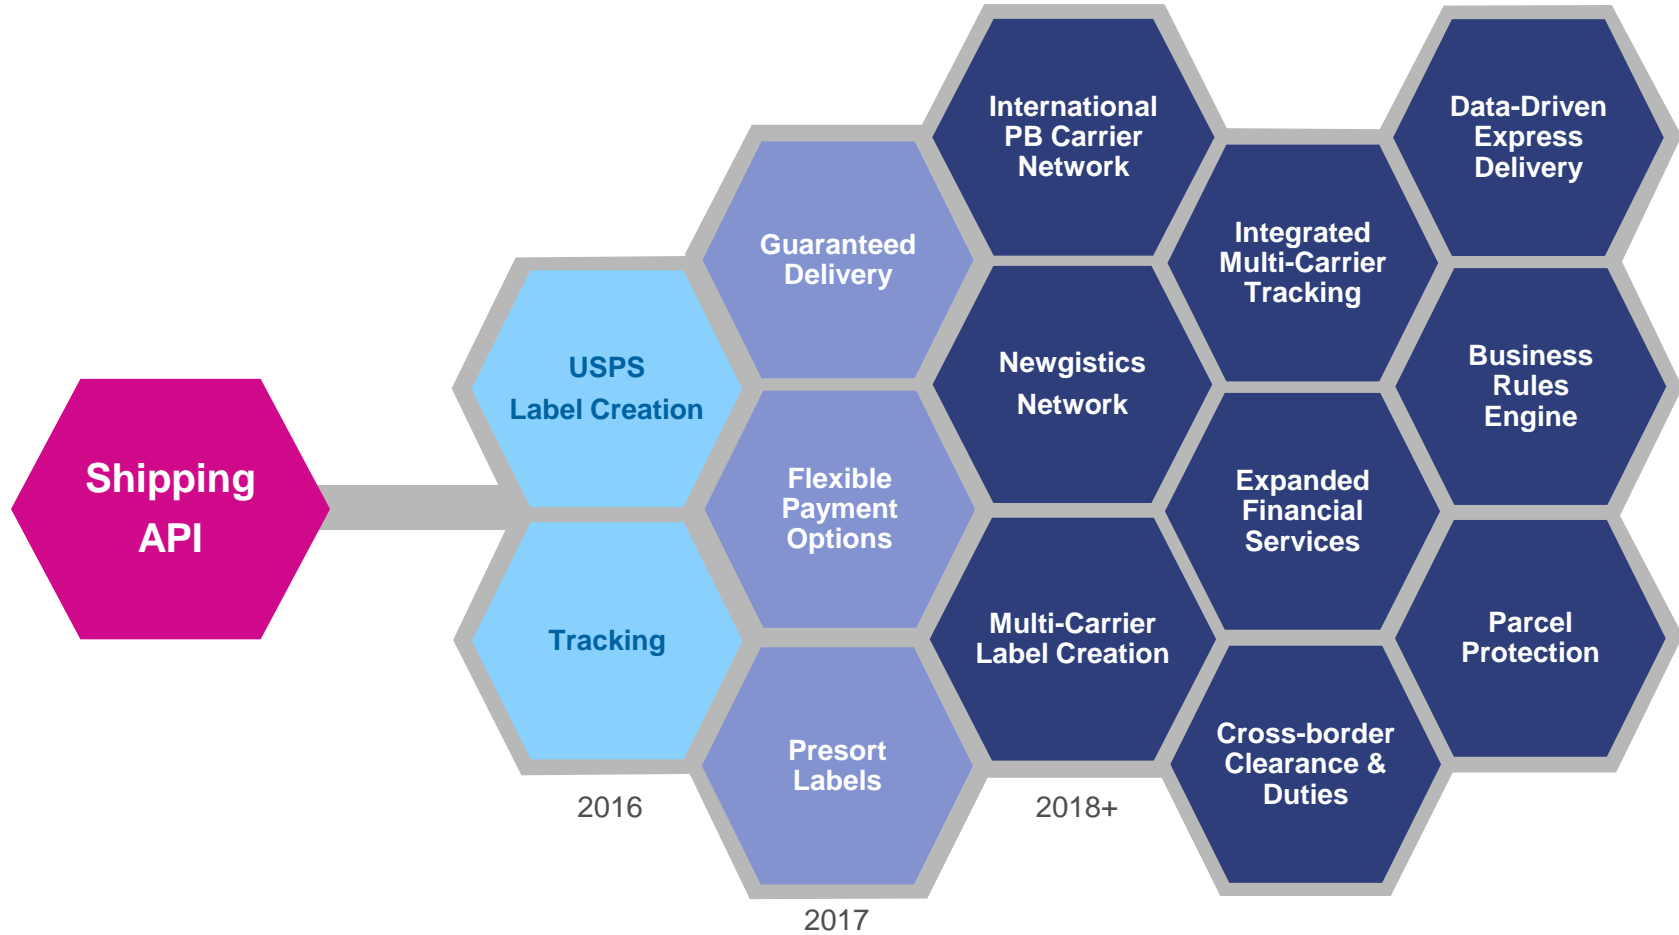 Shipping
API
USPS
Label Creation
Tracking
2016
Guaranteed
Delivery
Flexible
Payment
Options
Presort
Labels
2017
International
PB Carrier
Network
Newgistics
Network
Multi-Carrier
Label Creation
2018+
Integrated
Multi-Carrier
Tracking
Expanded
Financial
Services
Cross-border
Clearance &
Duties
Data-Driven
Express
Delivery
Business
Rules
Engine
Parcel
Protection